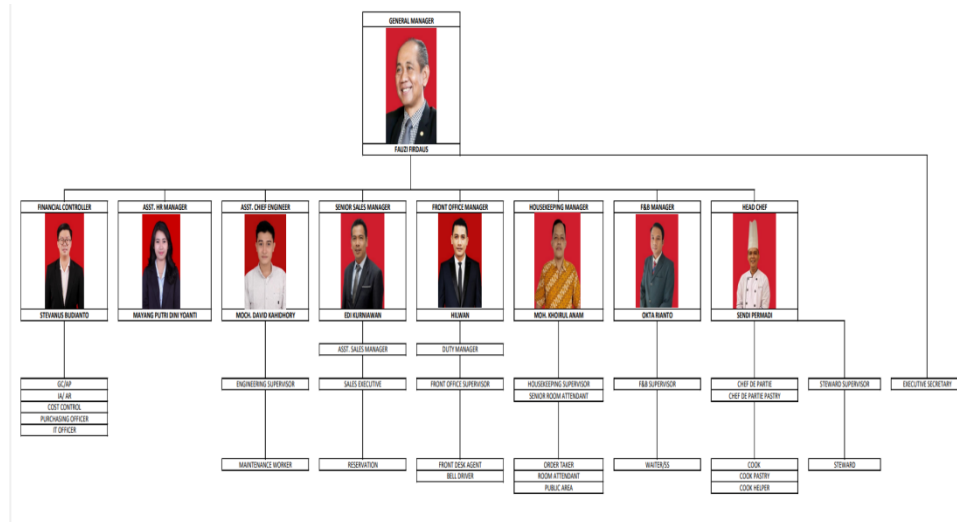 GENERAL MANAGER
FAUZI FIRDAUS
FINANCIAL CONTROLLER
ASST. HR MANAGER
ASST. CHIEF ENGINEER
SENIOR SALES MANAGER
FRONT OFFICE MANAGER
HOUSEKEEPING MANAGER
F&B MANAGER
HEAD CHEF
STEVANUS BUDIANTO
MAYANG PUTRI DINI YOANTI
MOCH. DAVID KAHIDHORY
EDI KURNIAWAN
HILWAN
MOH. KHOIRUL ANAM
OKTA RIANTO
SENDI PERMADI
ASST. SALES MANAGER
DUTY MANAGER
GC/AP
IA/ AR
COST CONTROL
PURCHASING OFFICER
IT OFFICER
ENGINEERING SUPERVISOR
SALES EXECUTIVE
FRONT OFFICE SUPERVISOR
HOUSEKEEPING SUPERVISOR
SENIOR ROOM ATTENDANT
F&B SUPERVISOR
CHEF DE PARTIE
CHEF DE PARTIE PASTRY
STEWARD SUPERVISOR
EXECUTIVE SECRETARY
MAINTENANCE WORKER
RESERVATION
FRONT DESK AGENT
BELL DRIVER
ORDER TAKER
ROOM ATTENDANT
PUBLIC AREA
WAITER/SS
COOK
COOK PASTRY
COOK HELPER
STEWARD